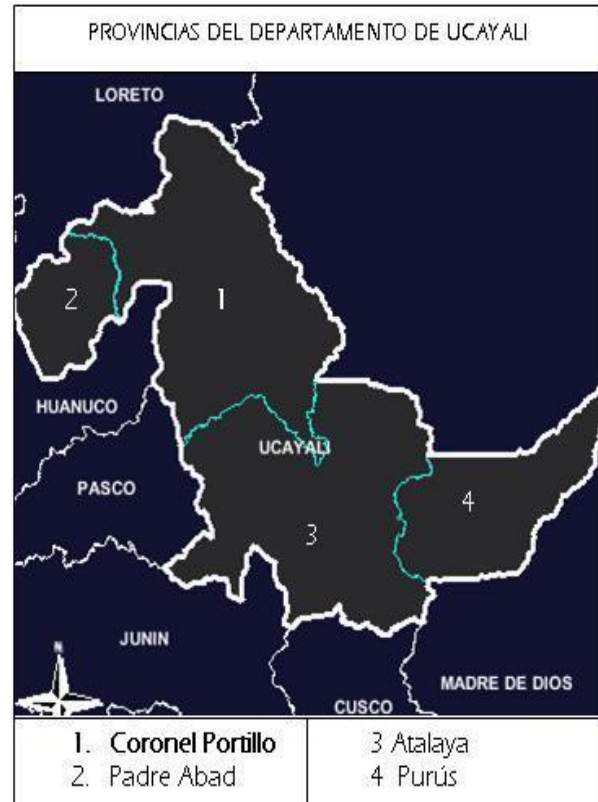 PROVINCIAS DEL DEPARTAMENTO DE UCAYALI
LORETO
2
1
HUANUCO
UCAYALI
PASCO
4
3
JUNIN
MADRE DE DIOS
N
CUSCO
1. Coronel Portillo
2. Padre Abad
3 Atalaya
4 Purús